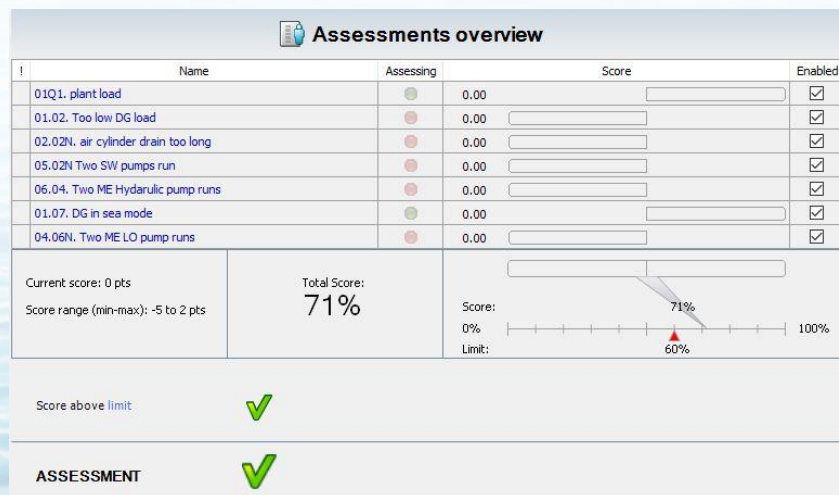 Assessments overview
! Name Assessing Score Enabled
01Q1. plant load 0.00
01.02. Too low DG load 0.00
02.02N. air cylinder drain too long 0.00
05.02N Two SW pumps run 0.00
06.04. Two ME Hydarulic pump runs 0.00
01.07. DG in sea mode 0.00
04.06N. Two ME LO pump runs 0.00
Current score: 0 pts
Score range (min-max): -5 to 2 pts
Total Score:
71%
Score: 71%
0% 100%
Limit: 60%
Score above limit
ASSESSMENT